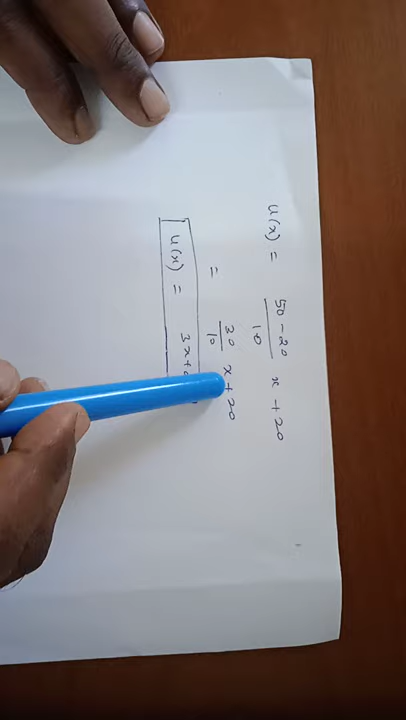 u(x) = 50 - 20 / 10 x + 20
= 30 / 10 x + 20
u(x) = 3x +